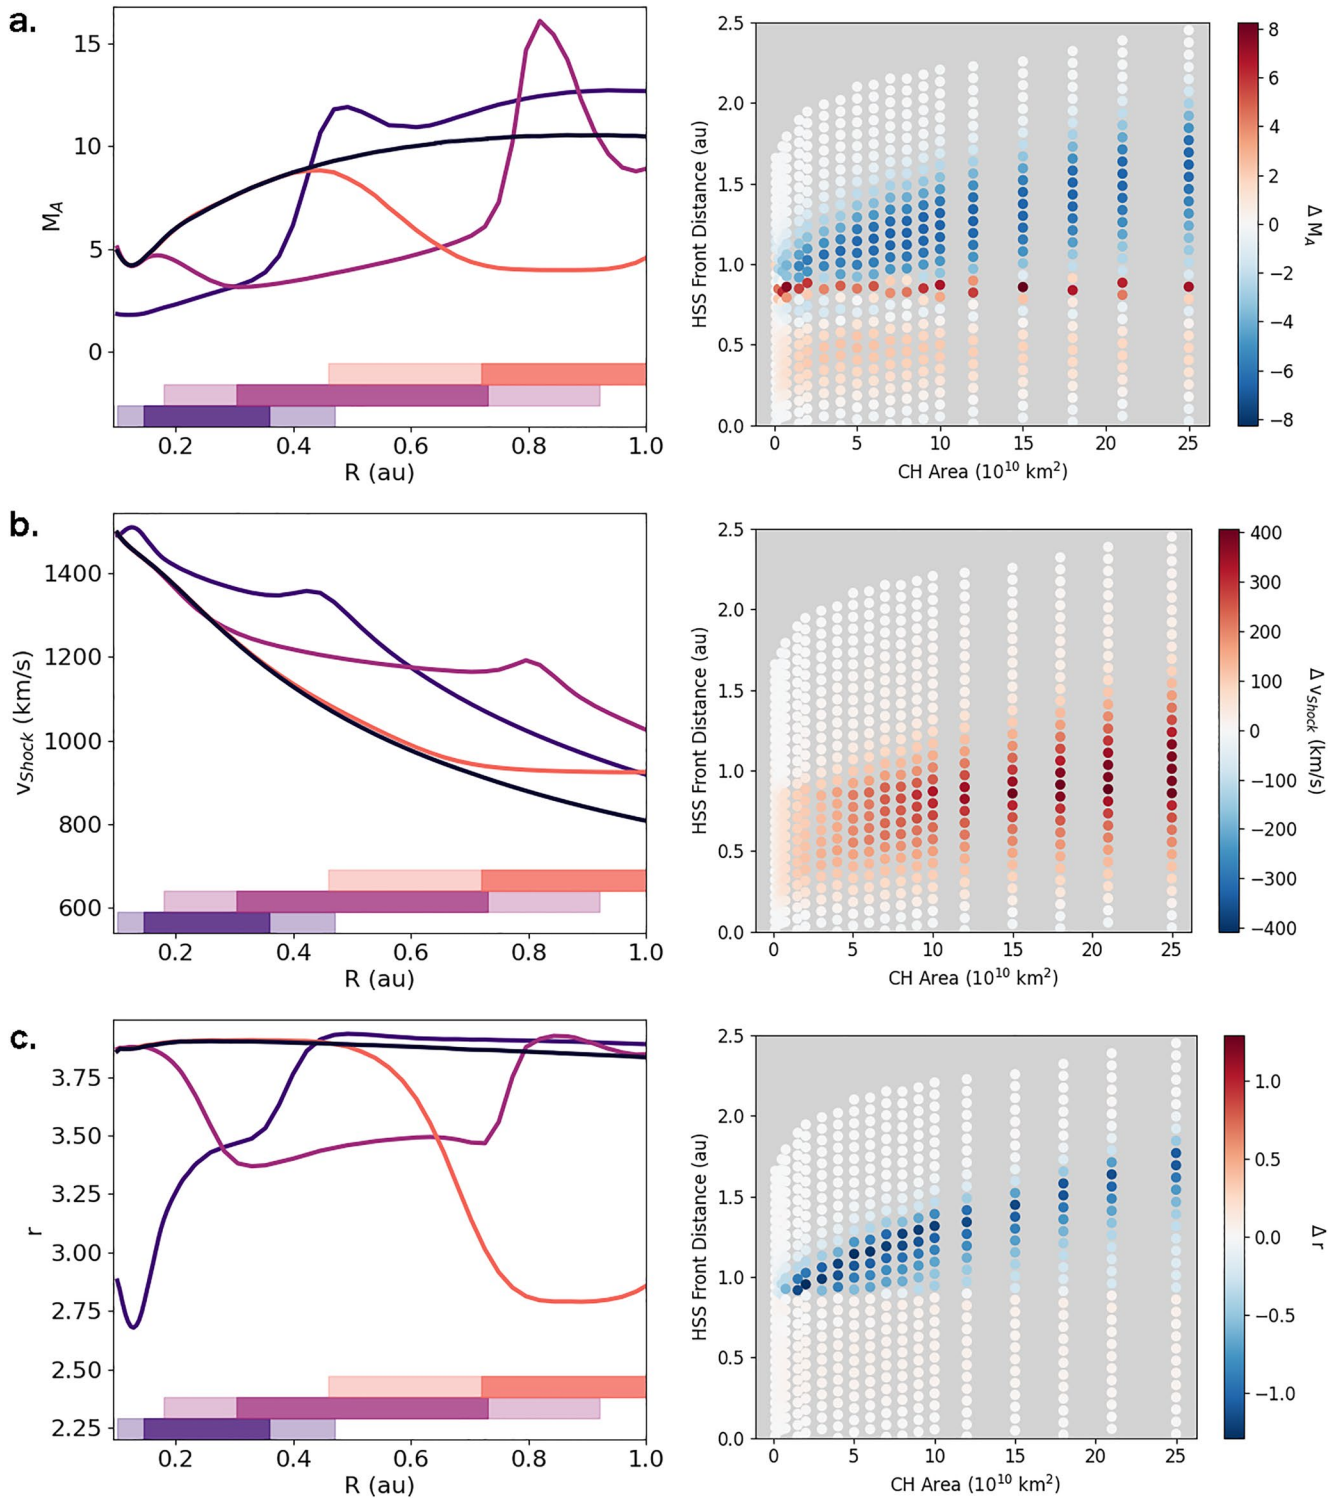 a.
15
10
5
0
M_A
0.2 0.4 0.6 0.8 1.0
R (au)
2.5
2.0
1.5
1.0
0.5
0.0
HSS Front Distance (au)
0 5 10 15 20 25
CH Area (10^10 km^2)
8
6
4
2
0
−2
−4
−6
−8
Δ M_A
b.
1400
1200
1000
800
600
v_Shock (km/s)
0.2 0.4 0.6 0.8 1.0
R (au)
2.5
2.0
1.5
1.0
0.5
0.0
HSS Front Distance (au)
0 5 10 15 20 25
CH Area (10^10 km^2)
400
300
200
100
0
−100
−200
−300
−400
Δ v_Shock (km/s)
c.
3.75
3.50
3.25
3.00
2.75
2.50
2.25
r
0.2 0.4 0.6 0.8 1.0
R (au)
2.5
2.0
1.5
1.0
0.5
0.0
HSS Front Distance (au)
0 5 10 15 20 25
CH Area (10^10 km^2)
1.0
0.5
0.0
−0.5
−1.0
Δ r